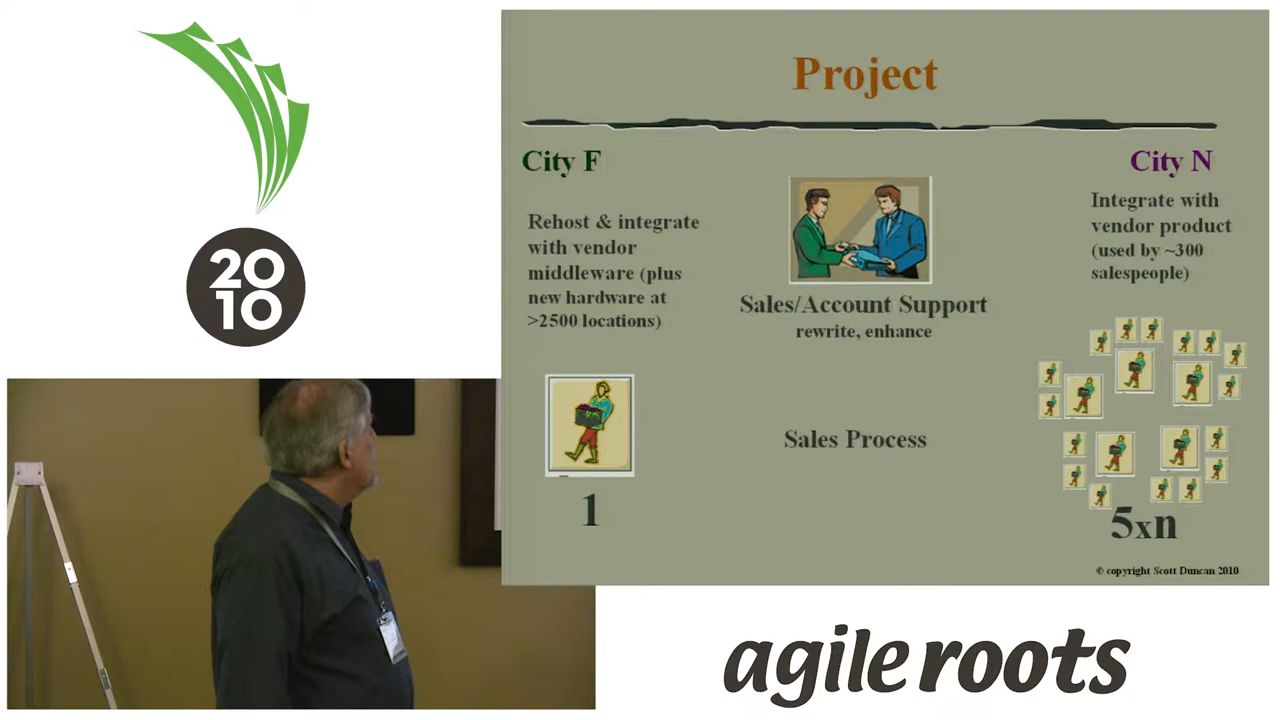 20
10
Project
City F
City N
Rehost & integrate
with vendor
middleware (plus
new hardware at
>2500 locations)
Sales/Account Support
rewrite, enhance
Integrate with
vendor product
(used by ~300
salespeople)
Sales Process
1
5xn
© copyright Scott Duncan 2010
agile roots